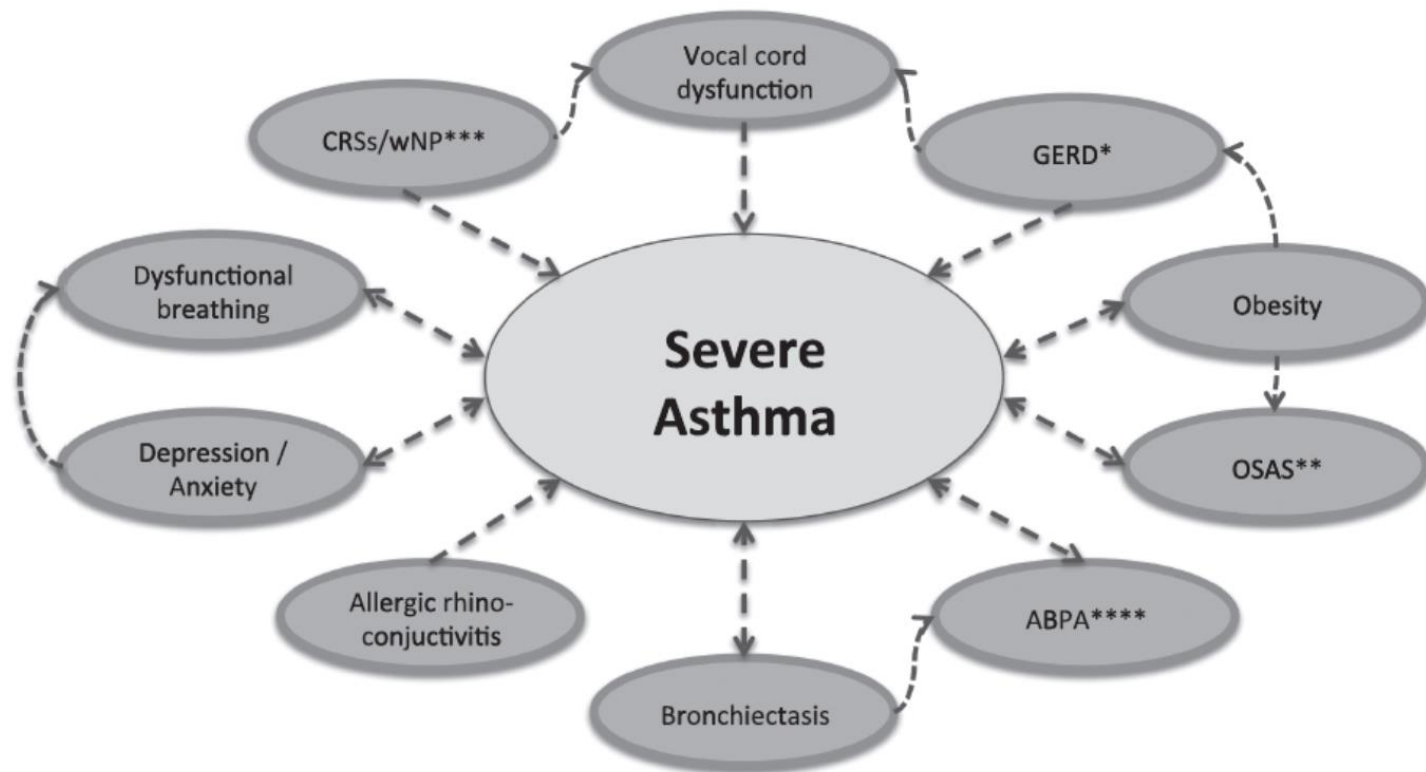 Vocal cord
dysfunction
CRSs/wNP***
GERD*
Dysfunctional
breathing
Obesity
Severe
Asthma
Depression /
Anxiety
OSAS**
Allergic rhino-
conjuctivitis
ABPA****
Bronchiectasis